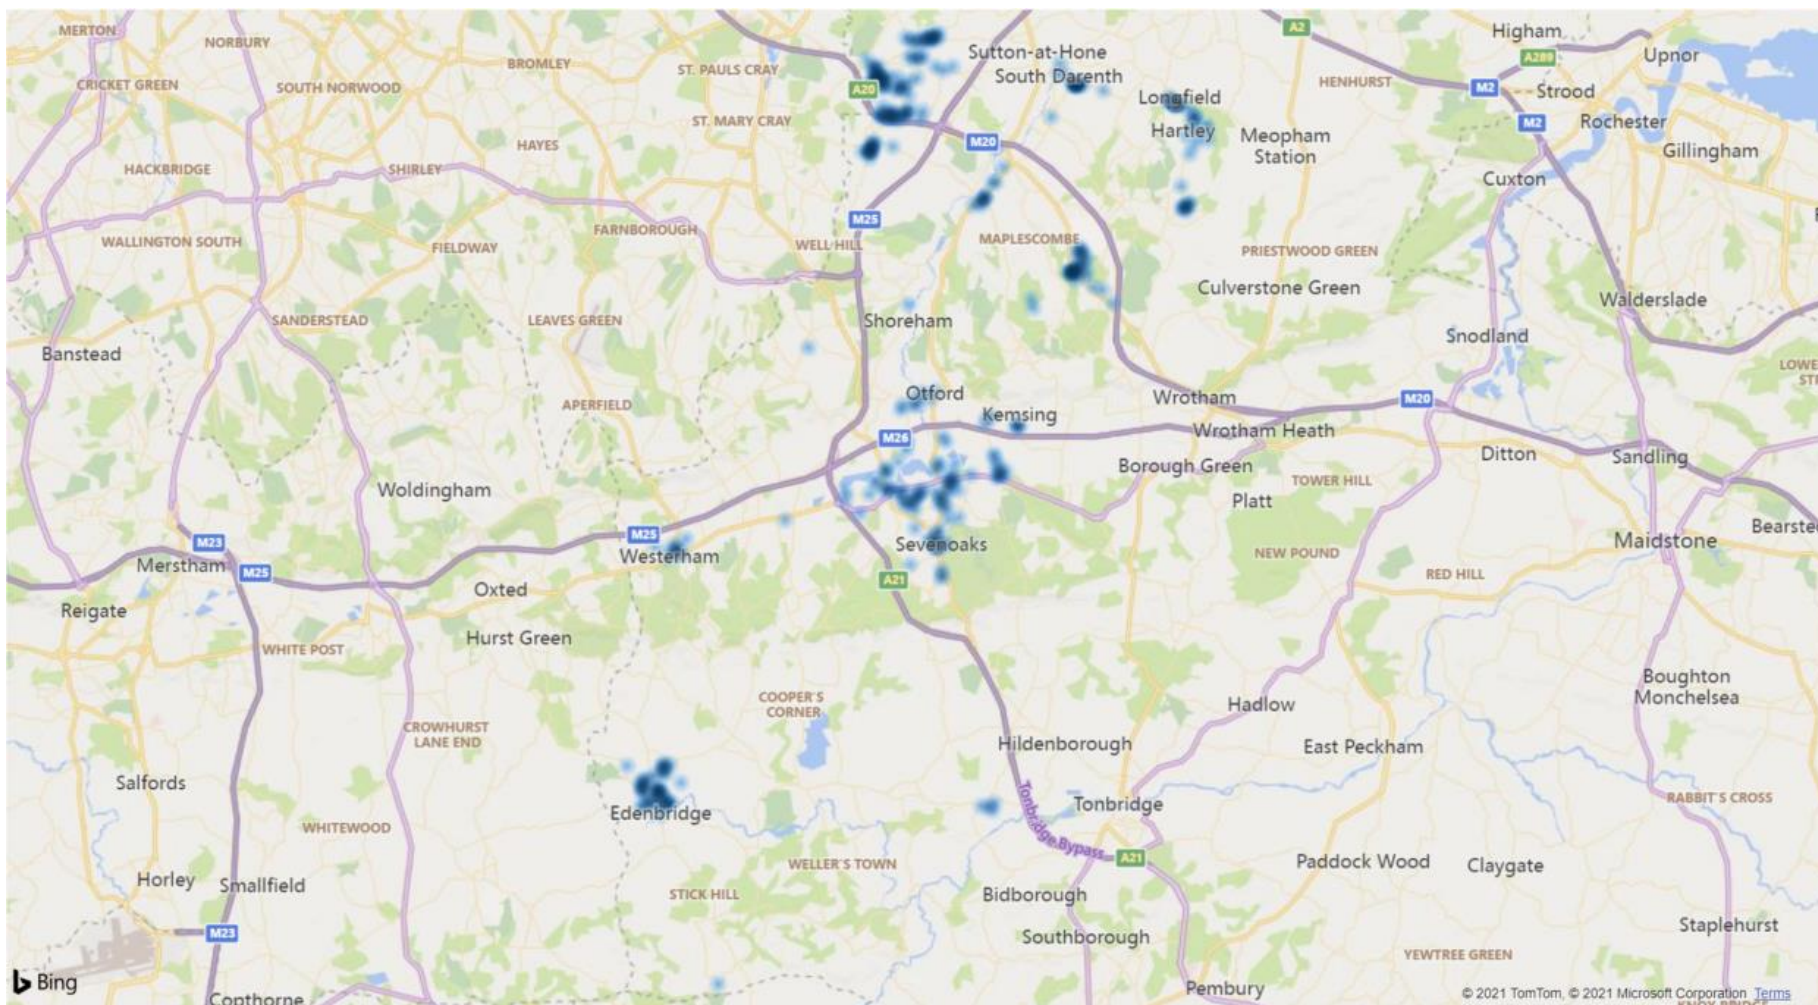 MERTON
NORBURY
BROMLEY
ST. PAULS CRAY
Sutton-at-Hone
South Darenth
A2
Higham
A289
Upnor
CRICKET GREEN
SOUTH NORWOOD
A20
Longfield
HENHURST
M2
Strood
ST. MARY CRAY
Hartley
Meopham
Station
M2
Rochester
HAYES
M20
Gillingham
HACKBRIDGE
SHIRLEY
Cuxton
M25
WALLINGTON SOUTH
FIELDWAY
FARNBOROUGH
WELL HILL
MAPLESCOMBE
PRIESTWOOD GREEN
Culverstone Green
Walderslade
SANDERSTEAD
LEAVES GREEN
Shoreham
Snodland
Banstead
LOWE
APERFIELD
Otford
Kemsing
Wrotham
M20
M26
Wrotham Heath
Ditton
Sandling
Woldingham
Borough Green
TOWER HILL
Platt
Bearste
M23
M25
Westerham
Sevenoaks
NEW POUND
Maidstone
Merstham
M25
A21
RED HILL
Reigate
Oxted
Hurst Green
WHITE POST
Boughton
Monchelsea
COOPER'S
CORNER
Hadlow
CROWHURST
LANE END
Hildenborough
East Peckham
Salfords
Tonbridge
RABBIT'S CROSS
Edenbridge
WHITEWOOD
Tonbridge Bypass
A21
WELLER'S TOWN
Paddock Wood
Claygate
Horley
Smallfield
STICK HILL
Bidborough
Staplehurst
M23
Southborough
YEWTREE GREEN
Bing
Copthorne
Pembury
© 2021 TomTom, © 2021 Microsoft Corporation Terms